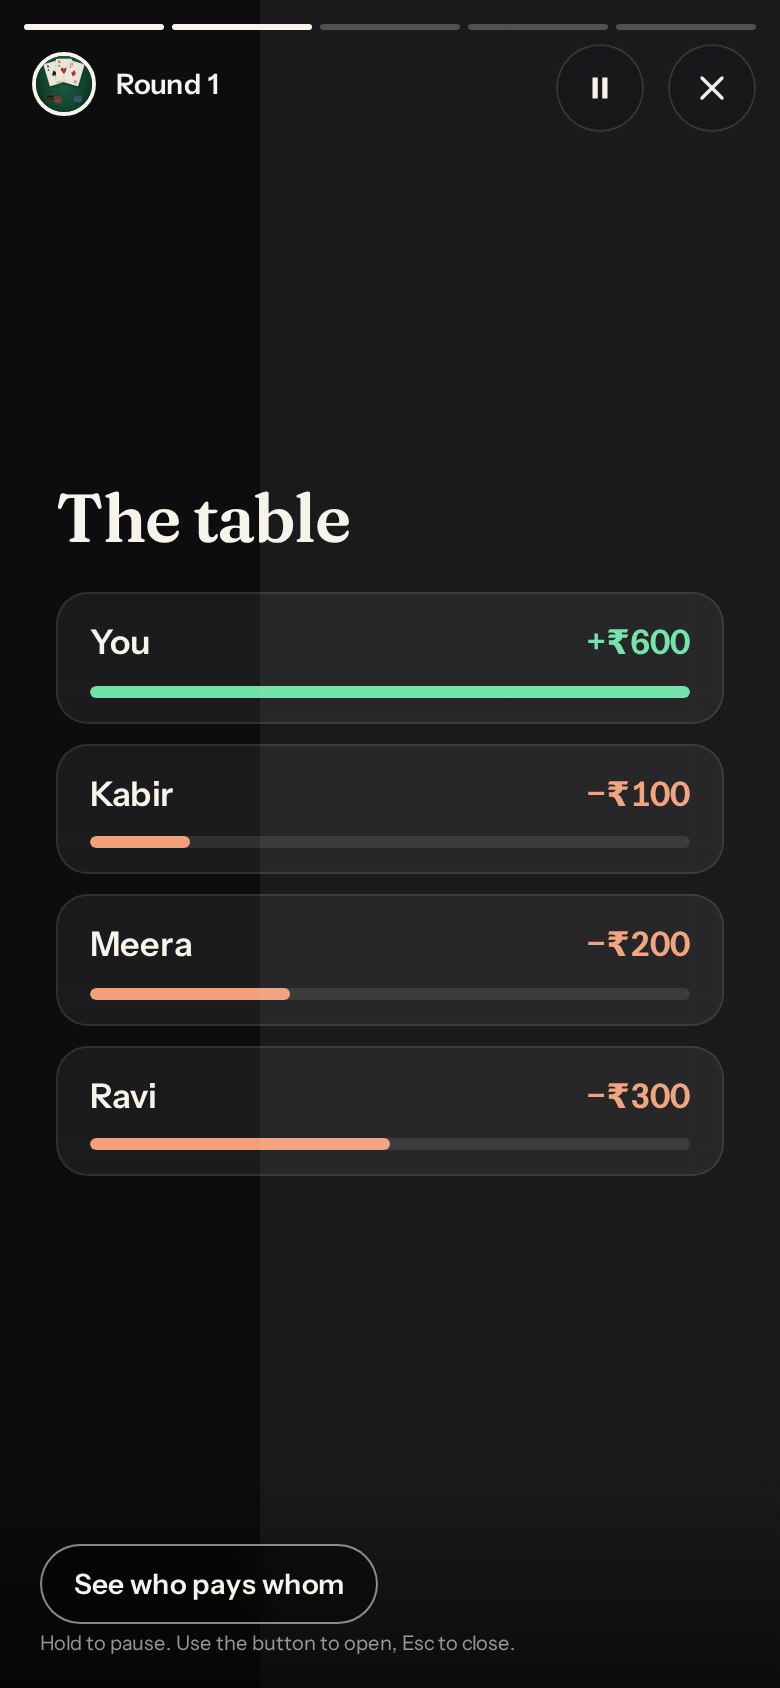 Round 1
The table
You
+₹600
Kabir
−₹100
Meera
−₹200
Ravi
−₹300
See who pays whom
Hold to pause. Use the button to open, Esc to close.